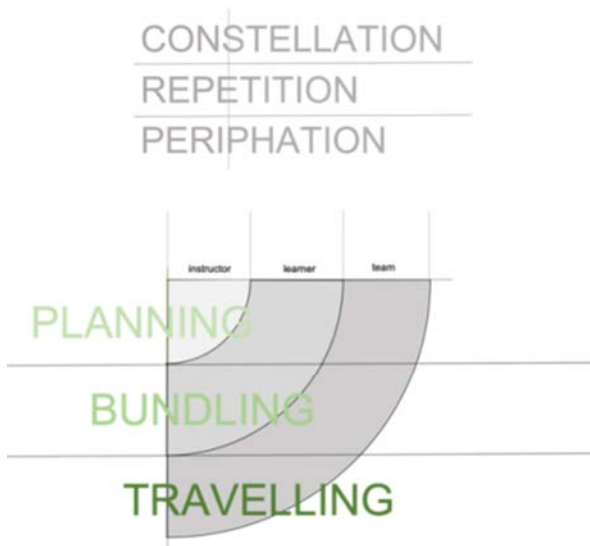 CONSTELLATION
REPETITION
PERIPHATION
instructor learner team
PLANNING
BUNDLING
TRAVELLING